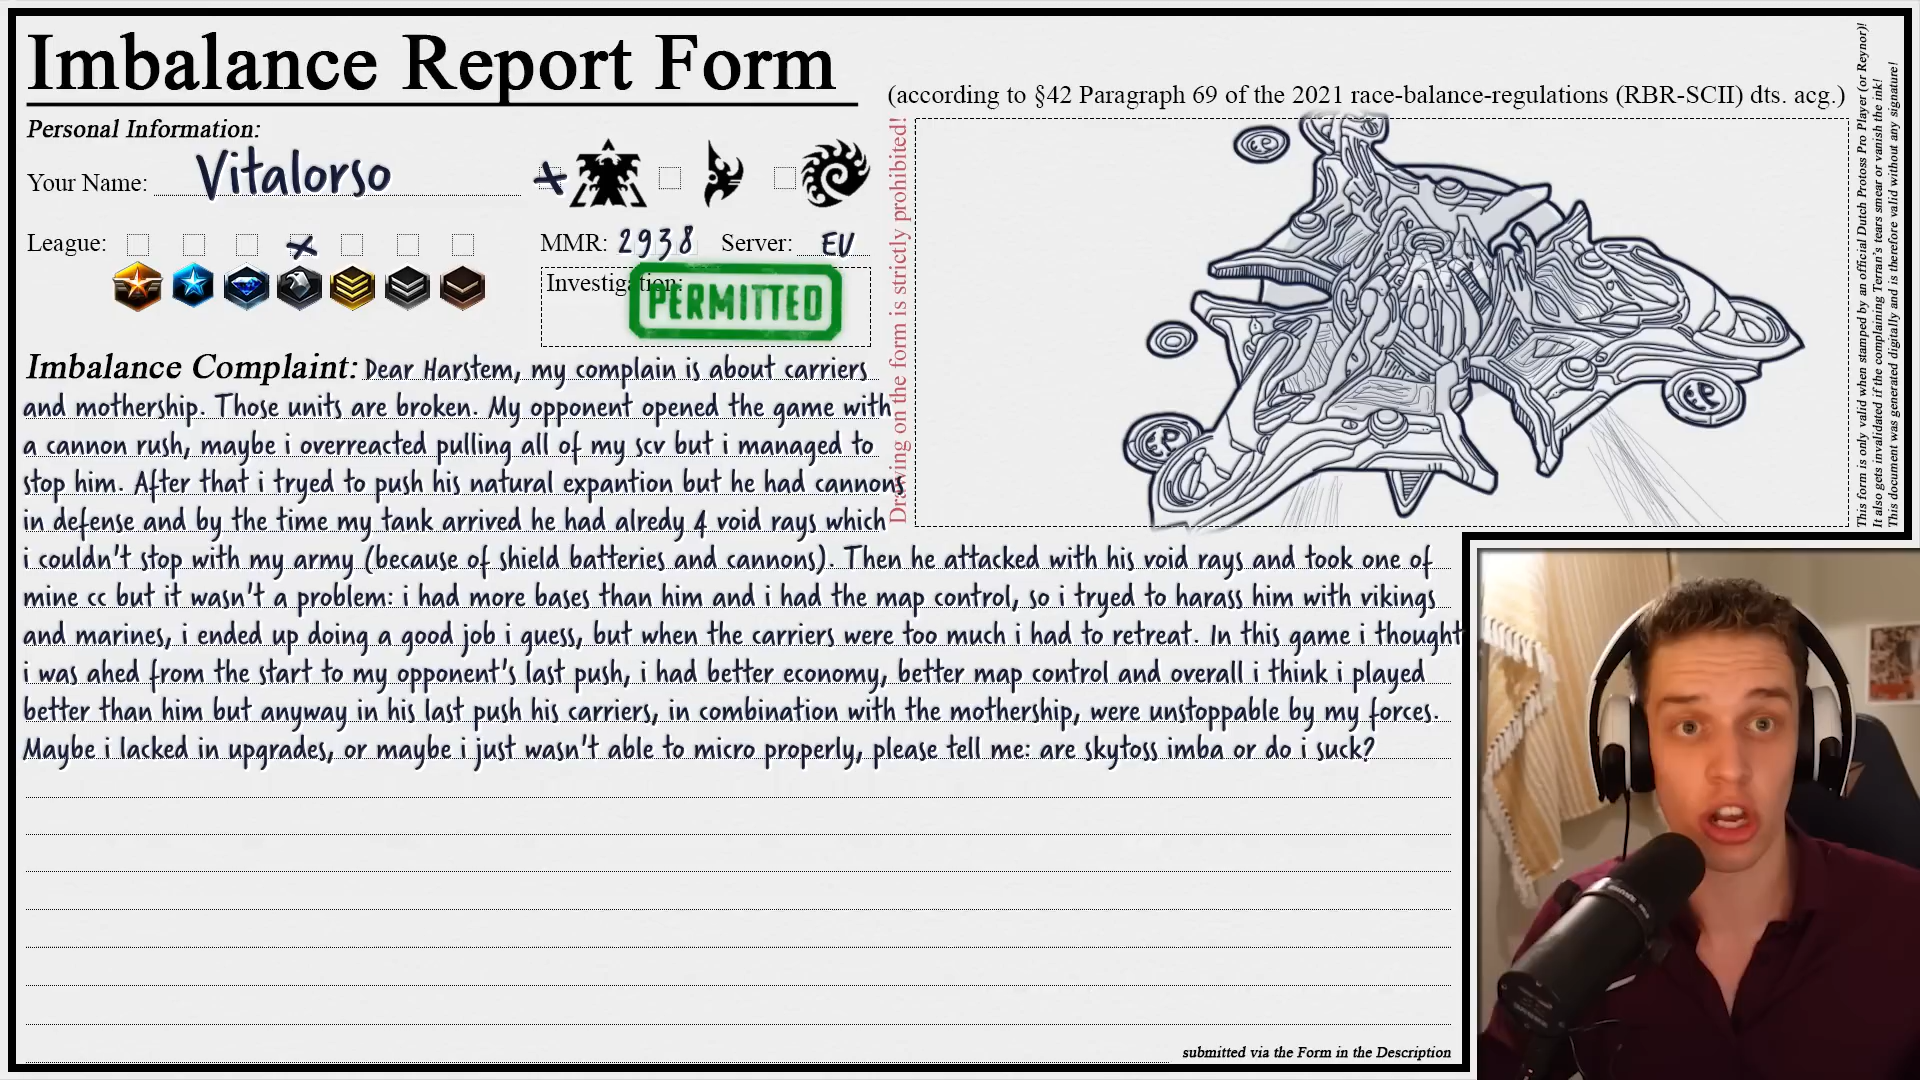 Imbalance Report Form
(according to §42 Paragraph 69 of the 2021 race-balance-regulations (RBR-SCII) dts. acg.)
Personal Information:
Your Name: Vitalorso
League:
MMR: 2938 Server: EU
Investigation:
PERMITTED
Imbalance Complaint: Dear Harstem, my complain is about carriers
and mothership. Those units are broken. My opponent opened the game with
a cannon rush, maybe i overreacted pulling all of my scv but i managed to
stop him. After that i tryed to push his natural expantion but he had cannons
in defense and by the time my tank arrived he had alredy 4 void rays which
i couldn't stop with my army (because of shield batteries and cannons). Then he attacked with his void rays and took one of
mine cc but it wasn't a problem: i had more bases than him and i had the map control, so i tryed to harass him with vikings
and marines, i ended up doing a good job i guess, but when the carriers were too much i had to retreat. In this game i thought
i was ahed from the start to my opponent's last push, i had better economy, better map control and overall i think i played
better than him but anyway in his last push his carriers, in combination with the mothership, were unstoppable by my forces.
Maybe i lacked in upgrades, or maybe i just wasn't able to micro properly, please tell me: are skytoss imba or do i suck?
submitted via the Form in the Description
Drawing on the form is strictly prohibited!
This form is only valid when stamped by an official Dutch Protoss Pro Player (or Reynor)!
It also gets invalidated if the complaining Terran's tears smear or vanish the ink!
This document was generated digitally and is therefore valid without any signature!